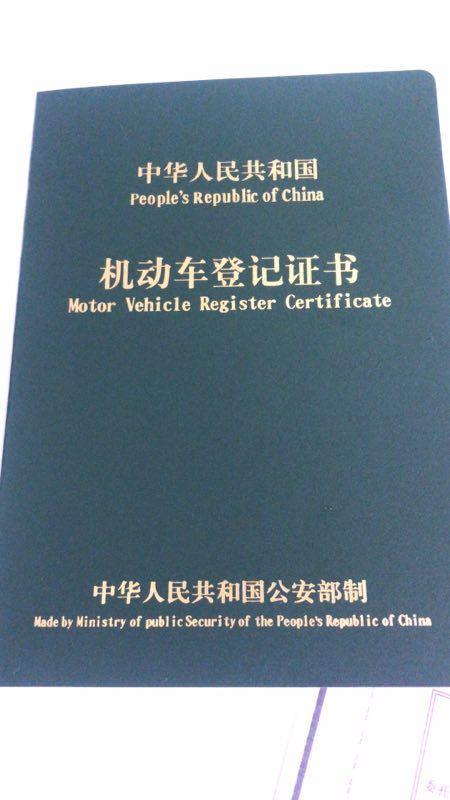 中华人民共和国
People's Republic of China
机动车登记证书
Motor Vehicle Register Certificate
中华人民共和国公安部制
Made by Ministry of public Security of the People's Republic of China
委托